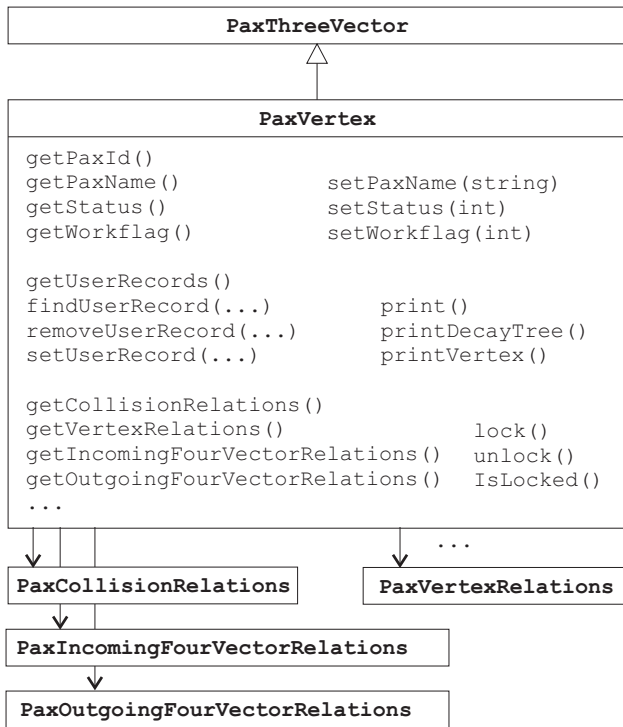 PaxThreeVector
PaxVertex
getPaxId()
getPaxName() setPaxName(string)
getStatus() setStatus(int)
getWorkflag() setWorkflag(int)
getUserRecords()
findUserRecord(...) print()
removeUserRecord(...) printDecayTree()
setUserRecord(...) printVertex()
getCollisionRelations()
getVertexRelations() lock()
getIncomingFourVectorRelations() unlock()
getOutgoingFourVectorRelations() IsLocked()
...
...
PaxCollisionRelations PaxVertexRelations
PaxIncomingFourVectorRelations
PaxOutgoingFourVectorRelations